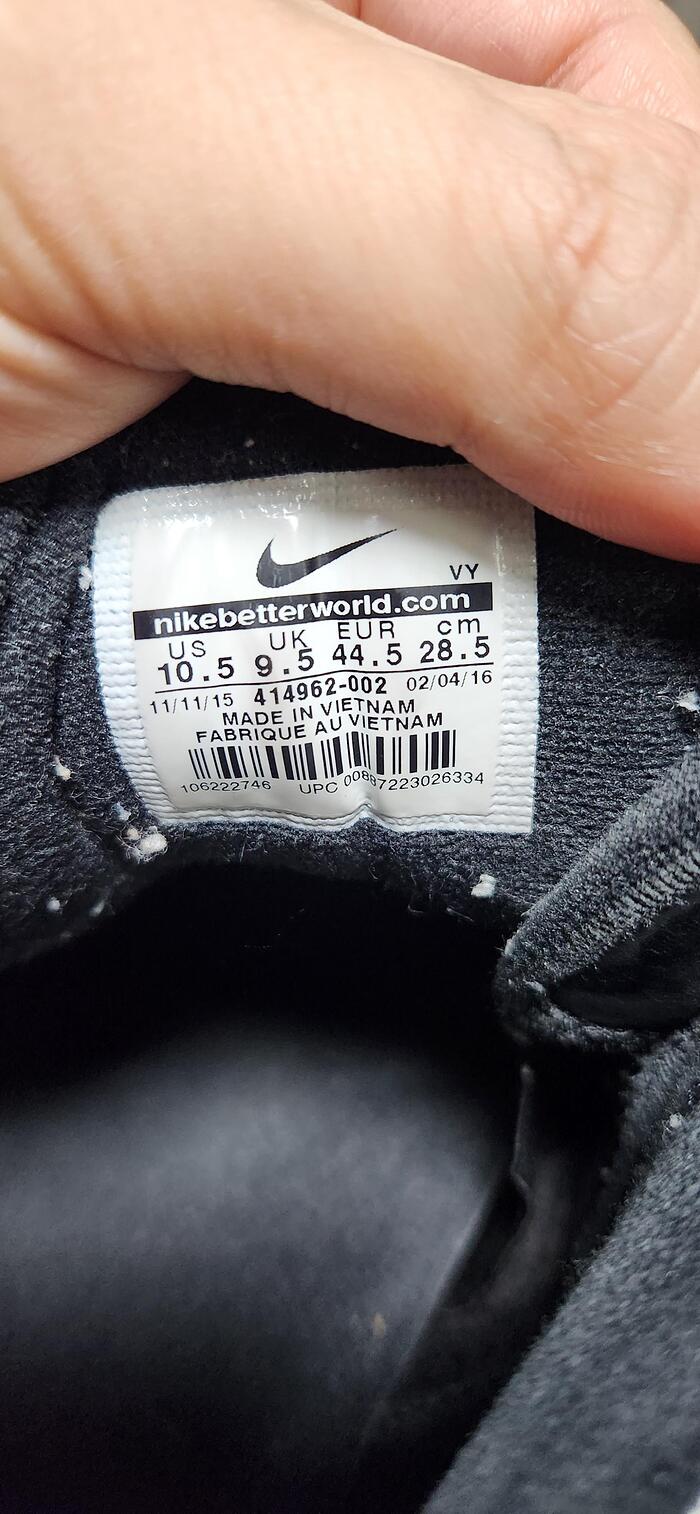 VY
nikebetterworld.com
US UK EUR cm
10.5 9.5 44.5 28.5
11/11/15 414962-002 02/04/16
MADE IN VIETNAM
FABRIQUE AU VIETNAM
106222746 UPC 00887223026334